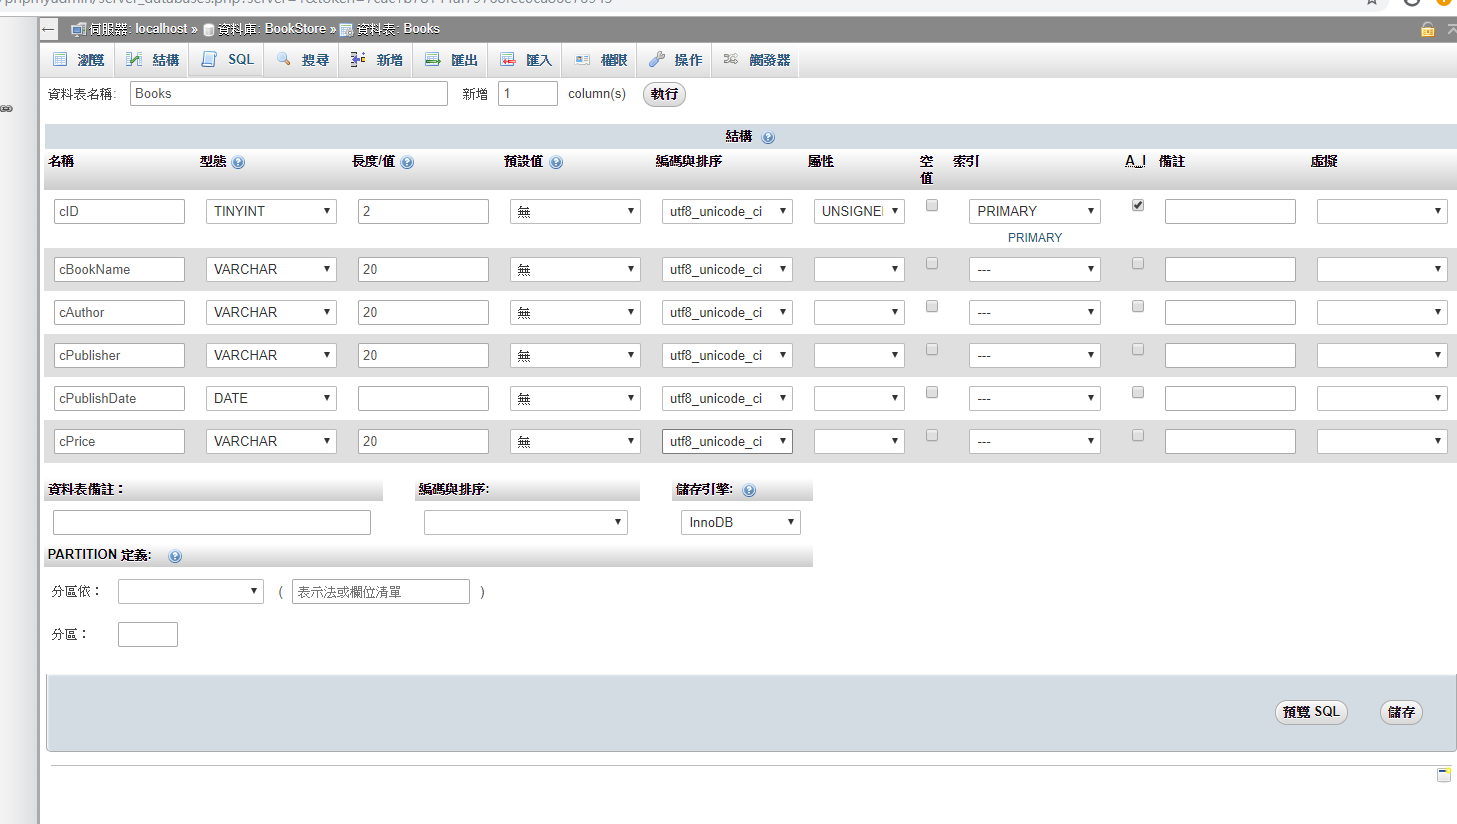 伺服器: localhost » 資料庫: BookStore » 資料表: Books
瀏覽 結構 SQL 搜尋 新增 匯出 匯入 權限 操作 觸發器
資料表名稱: Books 新增 1 column(s) 執行
結構
名稱 型態 長度/值 預設值 編碼與排序 屬性 空值 索引 A_I 備註 虛擬
cID TINYINT 2 無 utf8_unicode_ci UNSIGNE PRIMARY
PRIMARY
cBookName VARCHAR 20 無 utf8_unicode_ci ---
cAuthor VARCHAR 20 無 utf8_unicode_ci ---
cPublisher VARCHAR 20 無 utf8_unicode_ci ---
cPublishDate DATE 無 utf8_unicode_ci ---
cPrice VARCHAR 20 無 utf8_unicode_ci ---
資料表備註： 編碼與排序: 儲存引擎:
InnoDB
PARTITION 定義:
分區依： ( 表示法或欄位清單 )
分區：
預覽 SQL 儲存